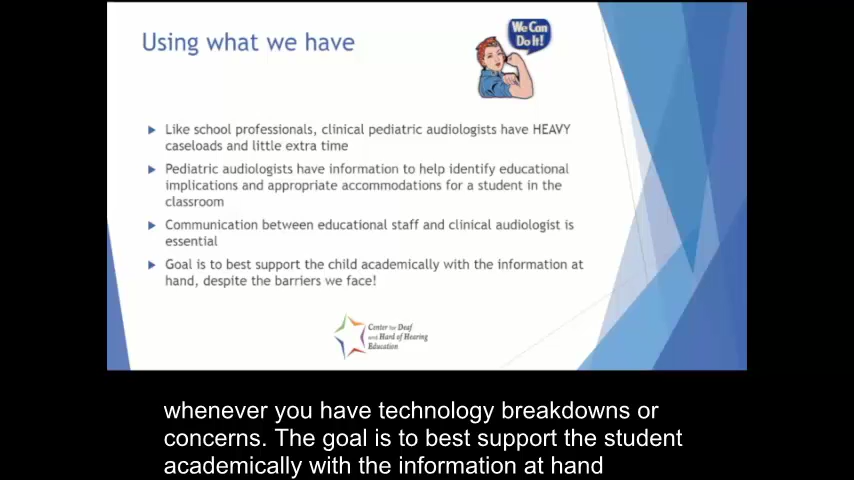 Using what we have
We Can
Do It!
Like school professionals, clinical pediatric audiologists have HEAVY
caseloads and little extra time
Pediatric audiologists have information to help identify educational
implications and appropriate accommodations for a student in the
classroom
Communication between educational staff and clinical audiologist is
essential
Goal is to best support the child academically with the information at
hand, despite the barriers we face!
Center for Deaf
and Hard of Hearing
Education
whenever you have technology breakdowns or
concerns. The goal is to best support the student
academically with the information at hand